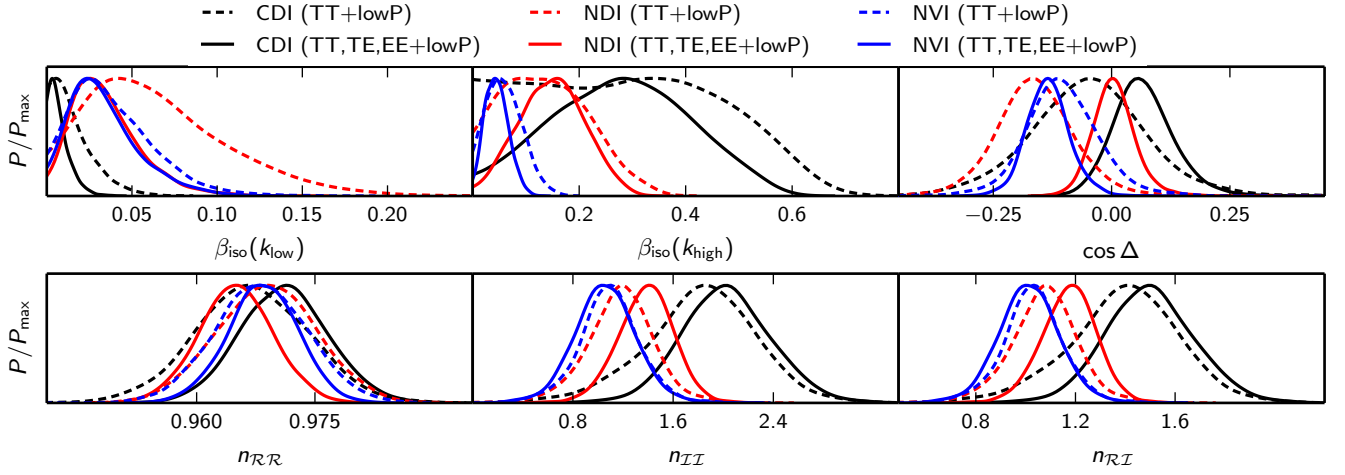 CDI (TT+lowP) NDI (TT+lowP) NVI (TT+lowP)
CDI (TT,TE,EE+lowP) NDI (TT,TE,EE+lowP) NVI (TT,TE,EE+lowP)
P/P_max
0.05 0.10 0.15 0.20 0.2 0.4 0.6 −0.25 0.00 0.25
β_iso(k_low) β_iso(k_high) cos Δ
P/P_max
0.960 0.975 0.8 1.6 2.4 0.8 1.2 1.6
n_ℛℛ n_ℐℐ n_ℛℐ